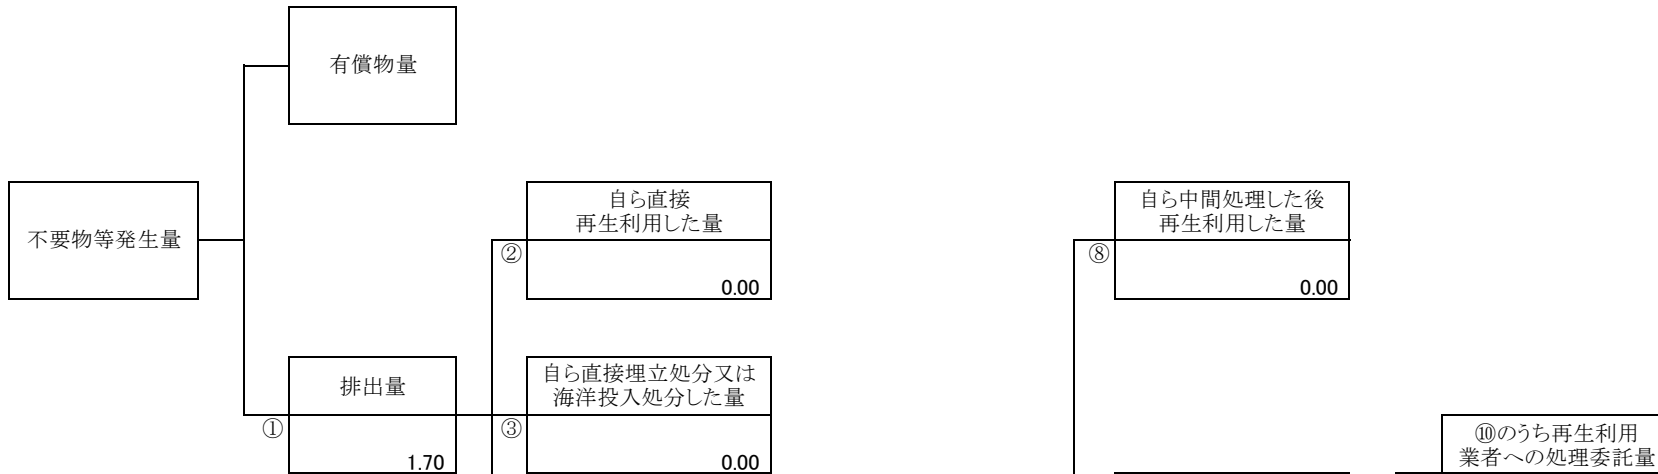 有償物量
不要物等発生量
自ら直接
再生利用した量
②
0.00
自ら中間処理した後
再生利用した量
⑧
0.00
排出量
①
1.70
自ら直接埋立処分又は
海洋投入処分した量
③
0.00
⑩のうち再生利用
業者への処理委託量